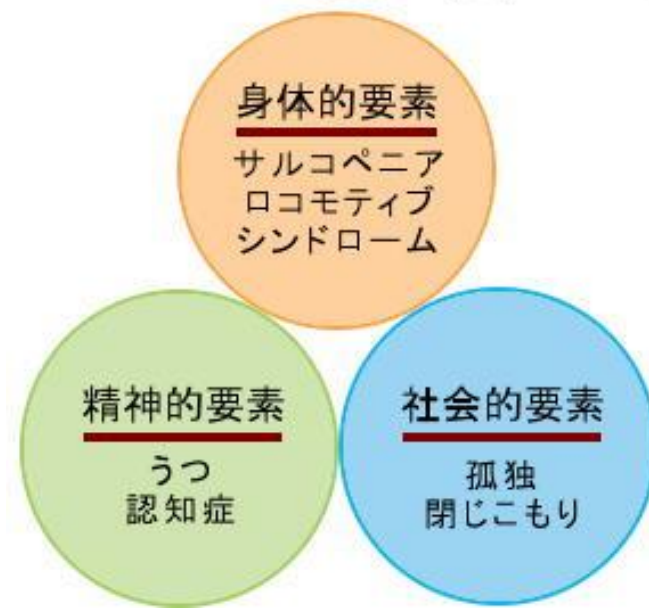 身体的要素
サルコペニア
ロコモティブ
シンドローム
精神的要素
うつ
認知症
社会的要素
孤独
閉じこもり